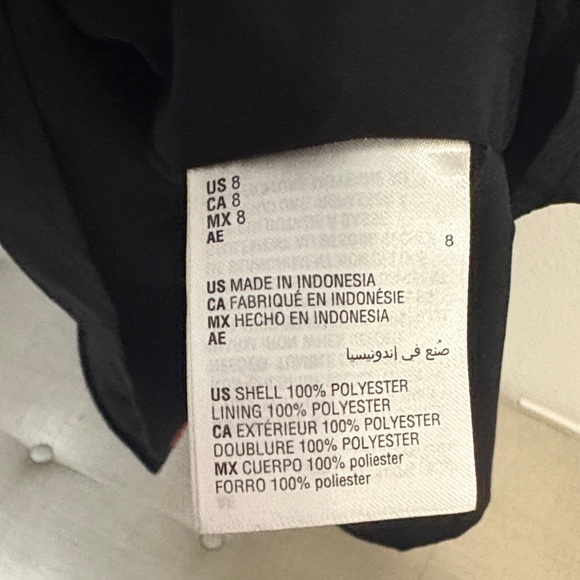 US 8
CA 8
MX 8
AE
8
US MADE IN INDONESIA
CA FABRIQUÉ EN INDONÉSIE
MX HECHO EN INDONESIA
AE
صُنع في إندونيسيا
US SHELL 100% POLYESTER
LINING 100% POLYESTER
CA EXTÉRIEUR 100% POLYESTER
DOUBLURE 100% POLYESTER
MX CUERPO 100% poliester
FORRO 100% poliester